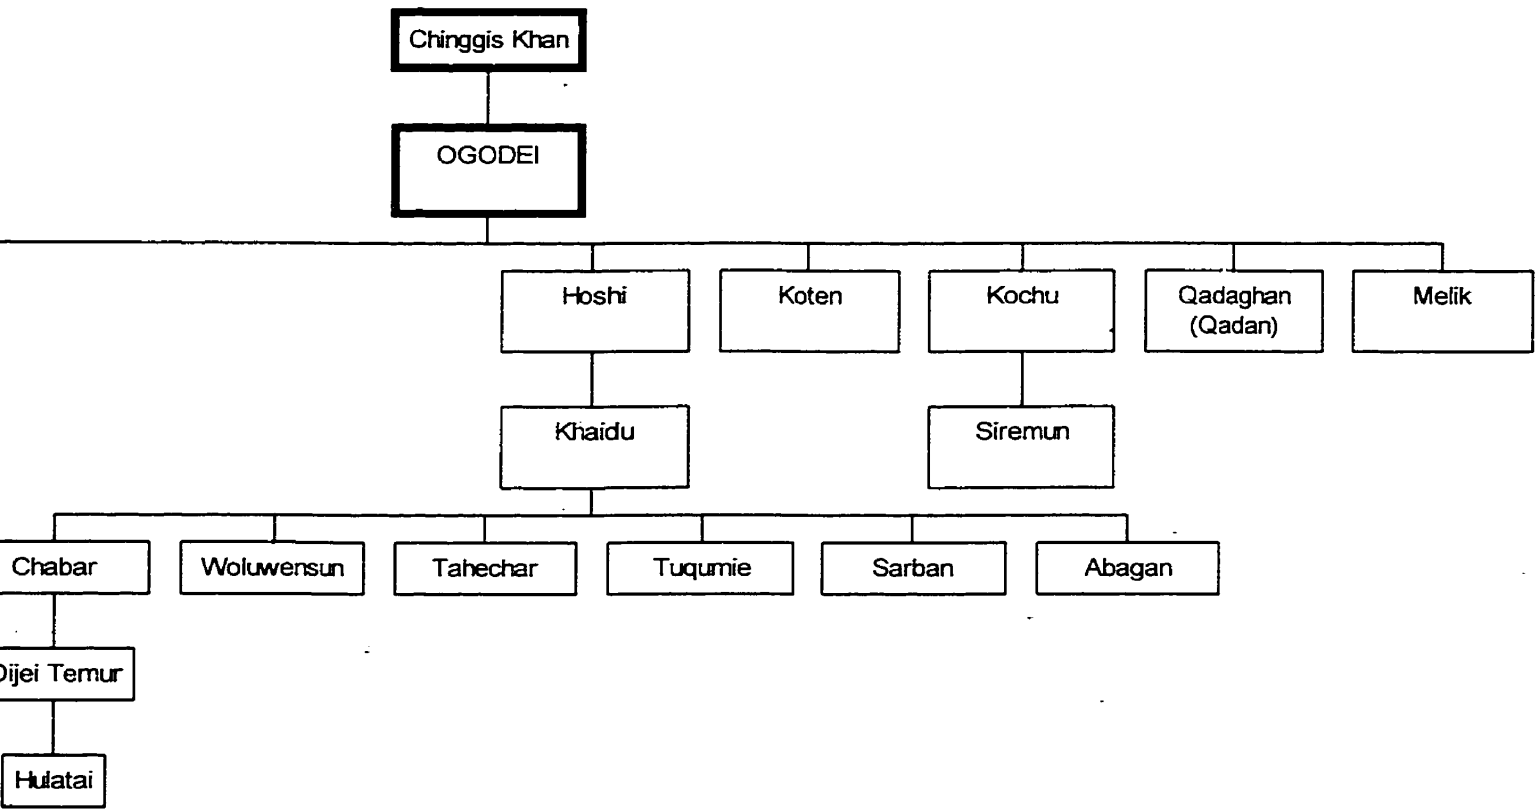 Chinggis Khan
OGODEI
Hoshi
Koten
Kochu
Qadaghan
(Qadan)
Melik
Khaidu
Siremun
Chabar
Woluwensun
Tahechar
Tuqumie
Sarban
Abagan
Dijei Temur
Hulatai